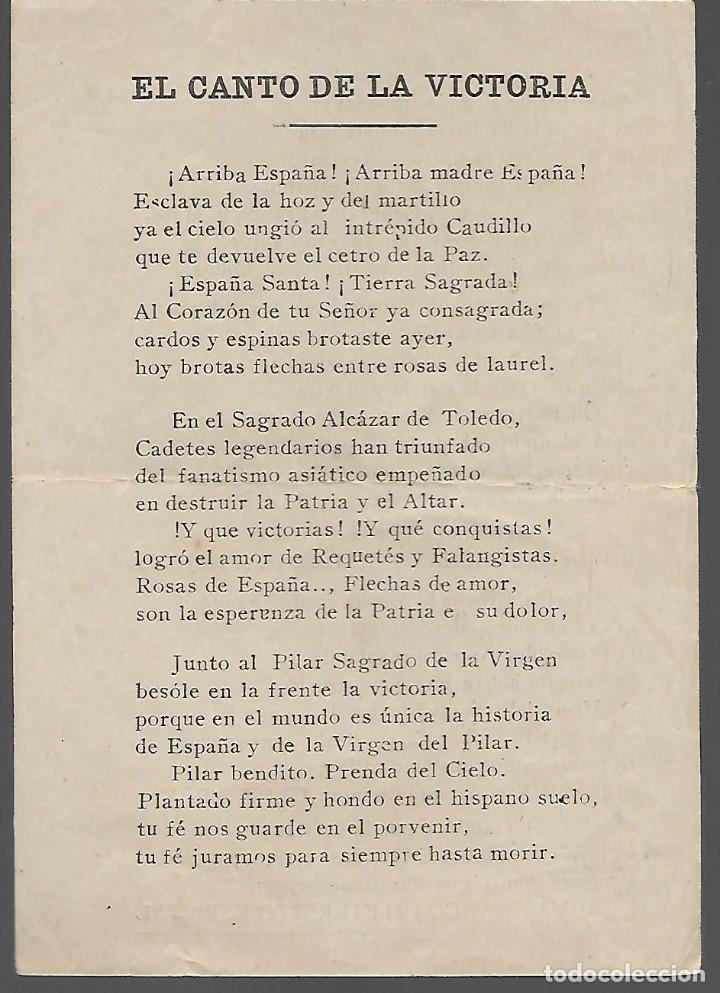 EL CANTO DE LA VICTORIA
¡Arriba España! ¡Arriba madre España!
Esclava de la hoz y del martillo
ya el cielo ungió al intrépido Caudillo
que te devuelve el cetro de la Paz.
¡España Santa! ¡Tierra Sagrada!
Al Corazón de tu Señor ya consagrada;
cardos y espinas brotaste ayer,
hoy brotas flechas entre rosas de laurel.
En el Sagrado Alcázar de Toledo,
Cadetes legendarios han triunfado
del fanatismo asiático empeñado
en destruir la Patria y el Altar.
!Y que victorias! !Y qué conquistas!
logró el amor de Requetés y Falangistas.
Rosas de España.., Flechas de amor,
son la esperenza de la Patria e su dolor,
Junto al Pilar Sagrado de la Virgen
besóle en la frente la victoria,
porque en el mundo es única la historia
de España y de la Virgen del Pilar.
Pilar bendito. Prenda del Cielo.
Plantado firme y hondo en el hispano suelo,
tu fé nos guarde en el porvenir,
tu fé juramos para siempre hasta morir.
todocoleccion.net